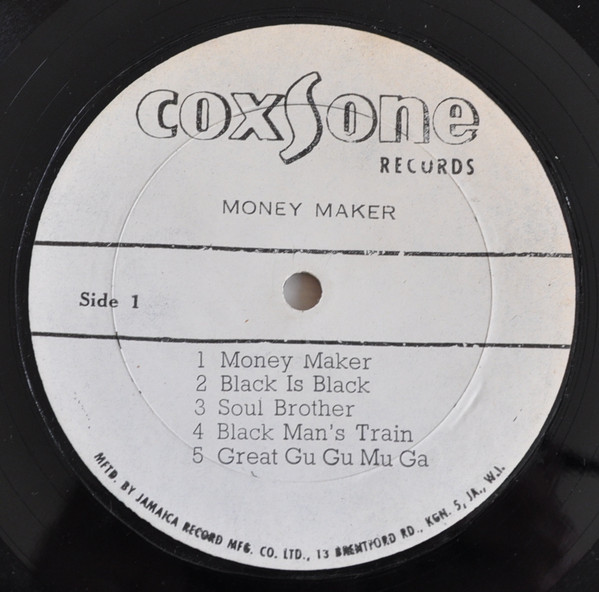 coxSone
RECORDS
MONEY MAKER
Side 1
1 Money Maker
2 Black Is Black
3 Soul Brother
4 Black Man's Train
5 Great Gu Gu Mu Ga
MFTD. BY JAMAICA RECORD MFG. CO. LTD., 13 BRENTFORD RD., KGN. 5, JA., W.I.